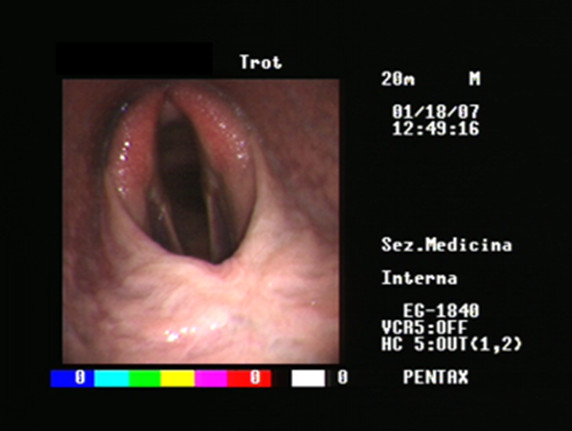 Trot
20m M
01/18/07
12:49:16
Sez.Medicina
Interna
EG-1840
VCR5:OFF
HC 5:OUT(1,2)
0 0 0 PENTAX